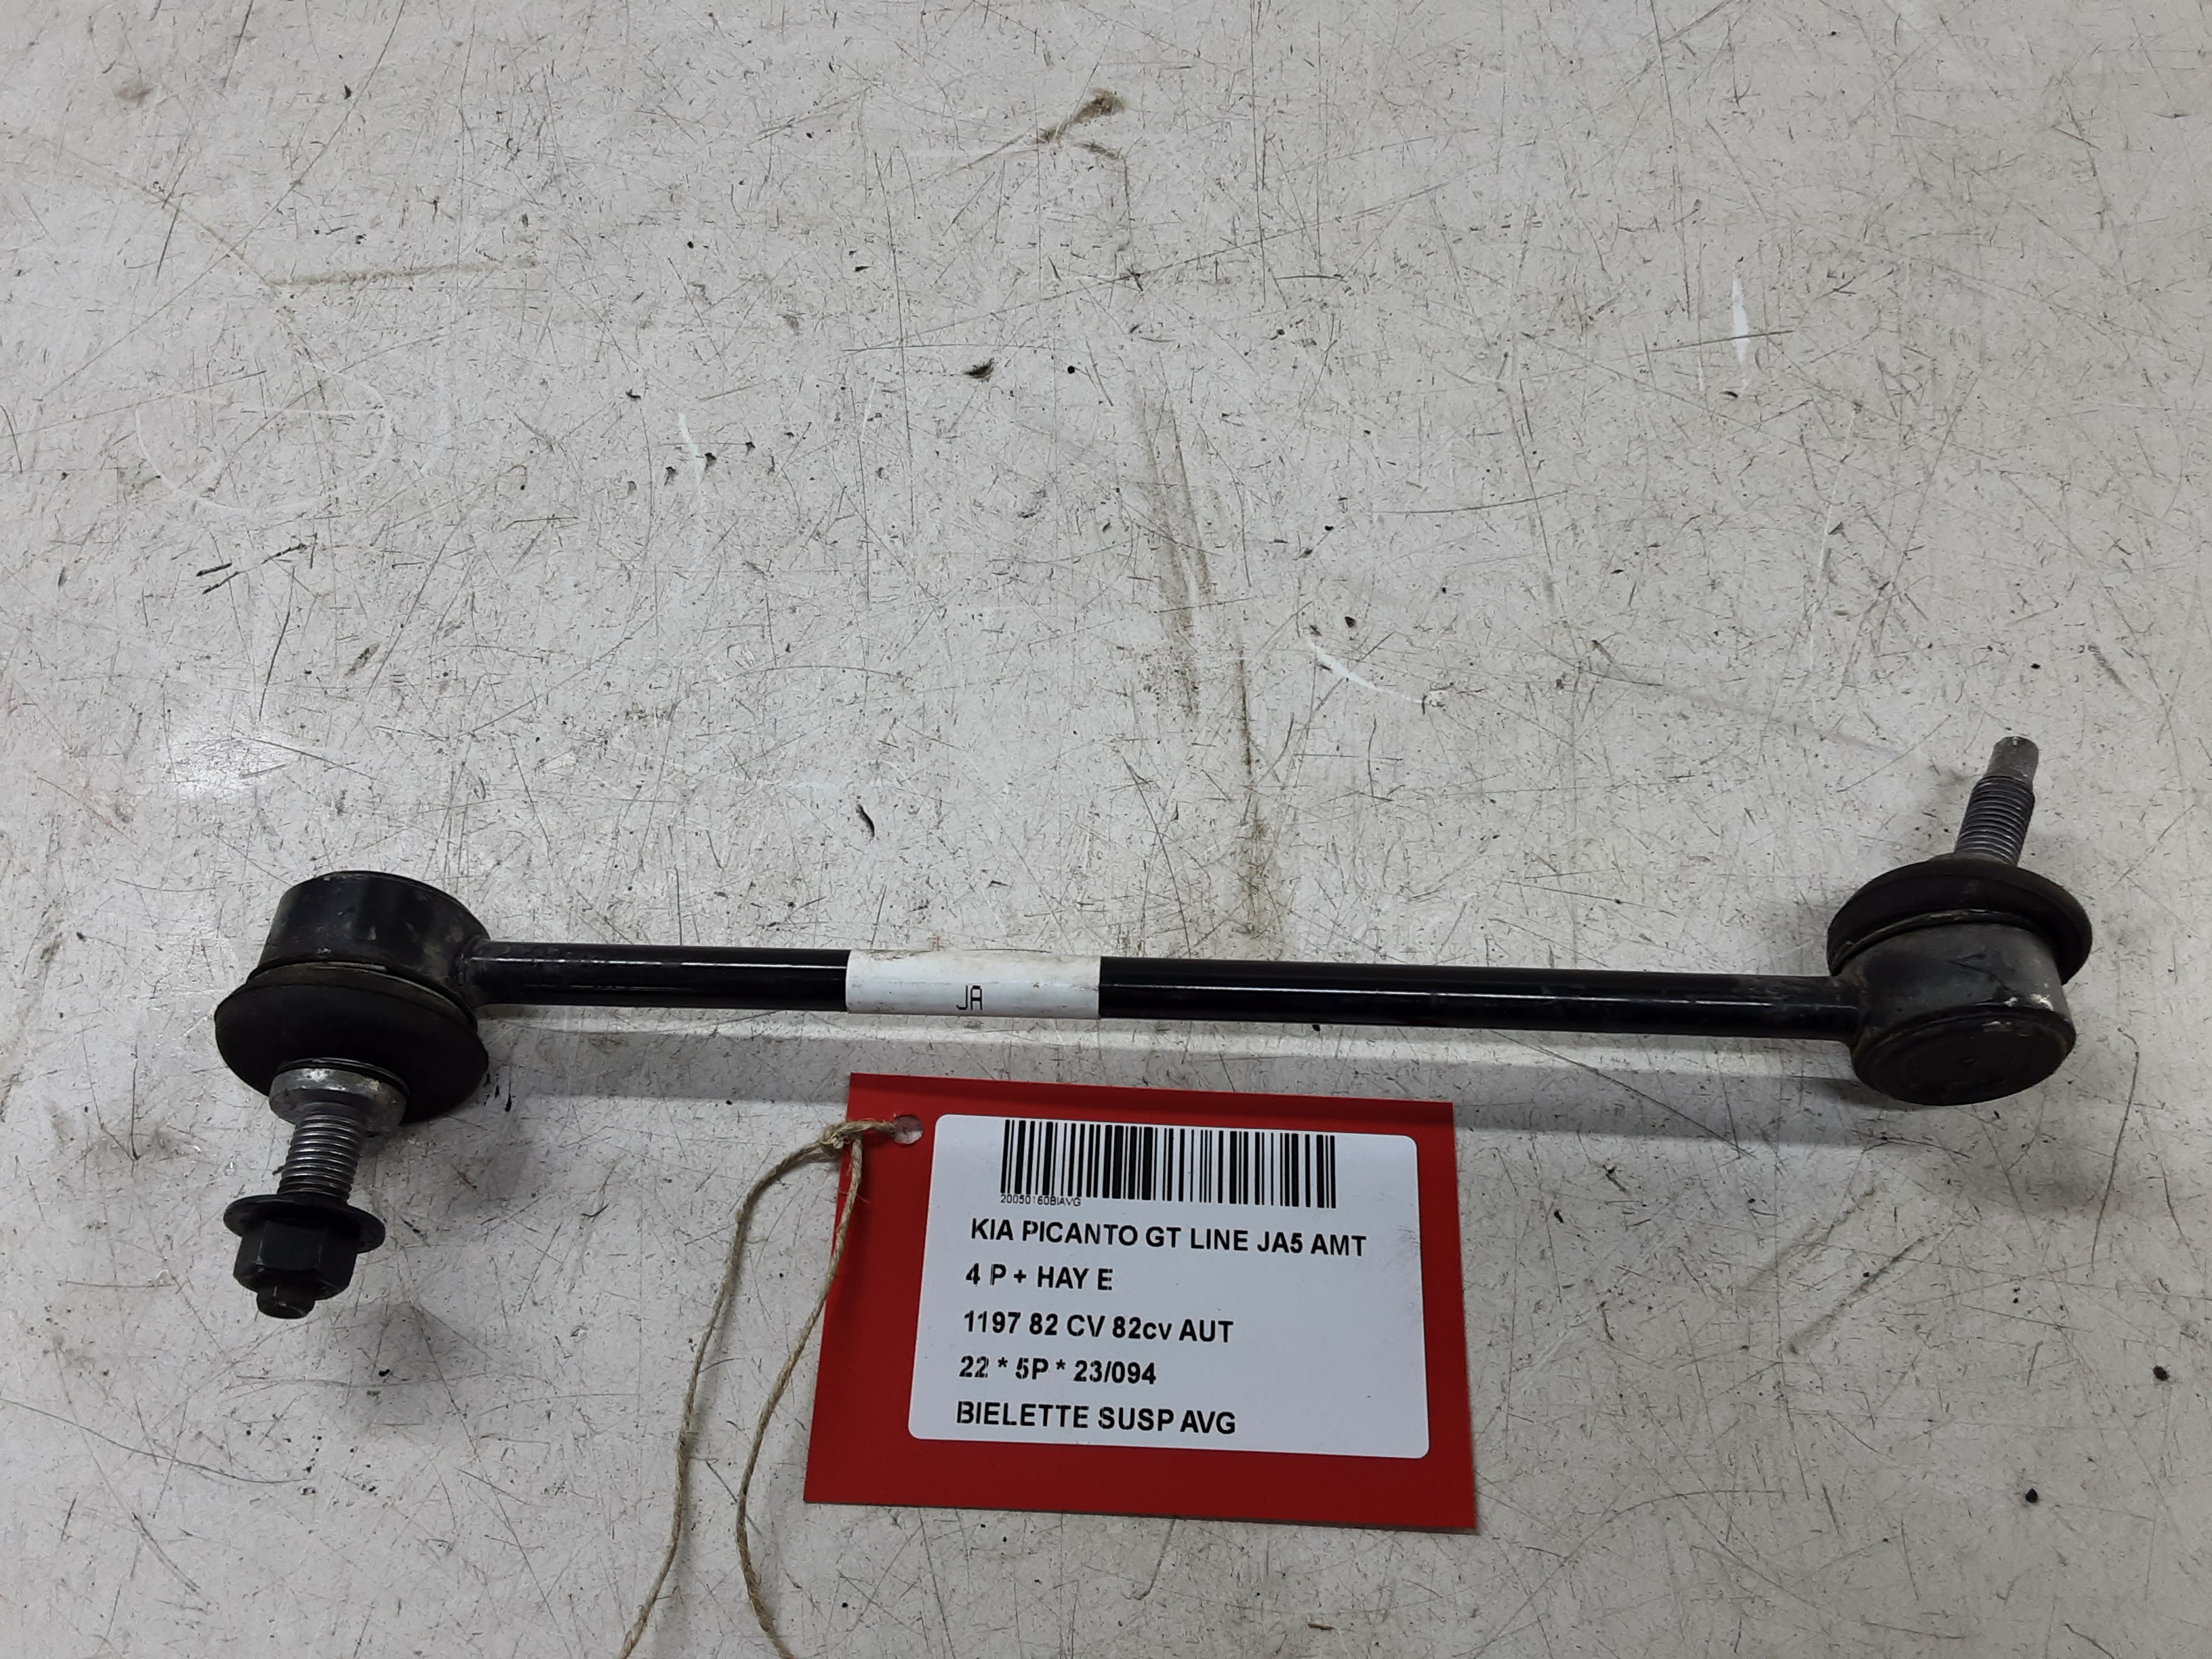 JA
20050160BIAVG
KIA PICANTO GT LINE JA5 AMT
4 P + HAY E
1197 82 CV 82cv AUT
22 * 5P * 23/094
BIELETTE SUSP AVG